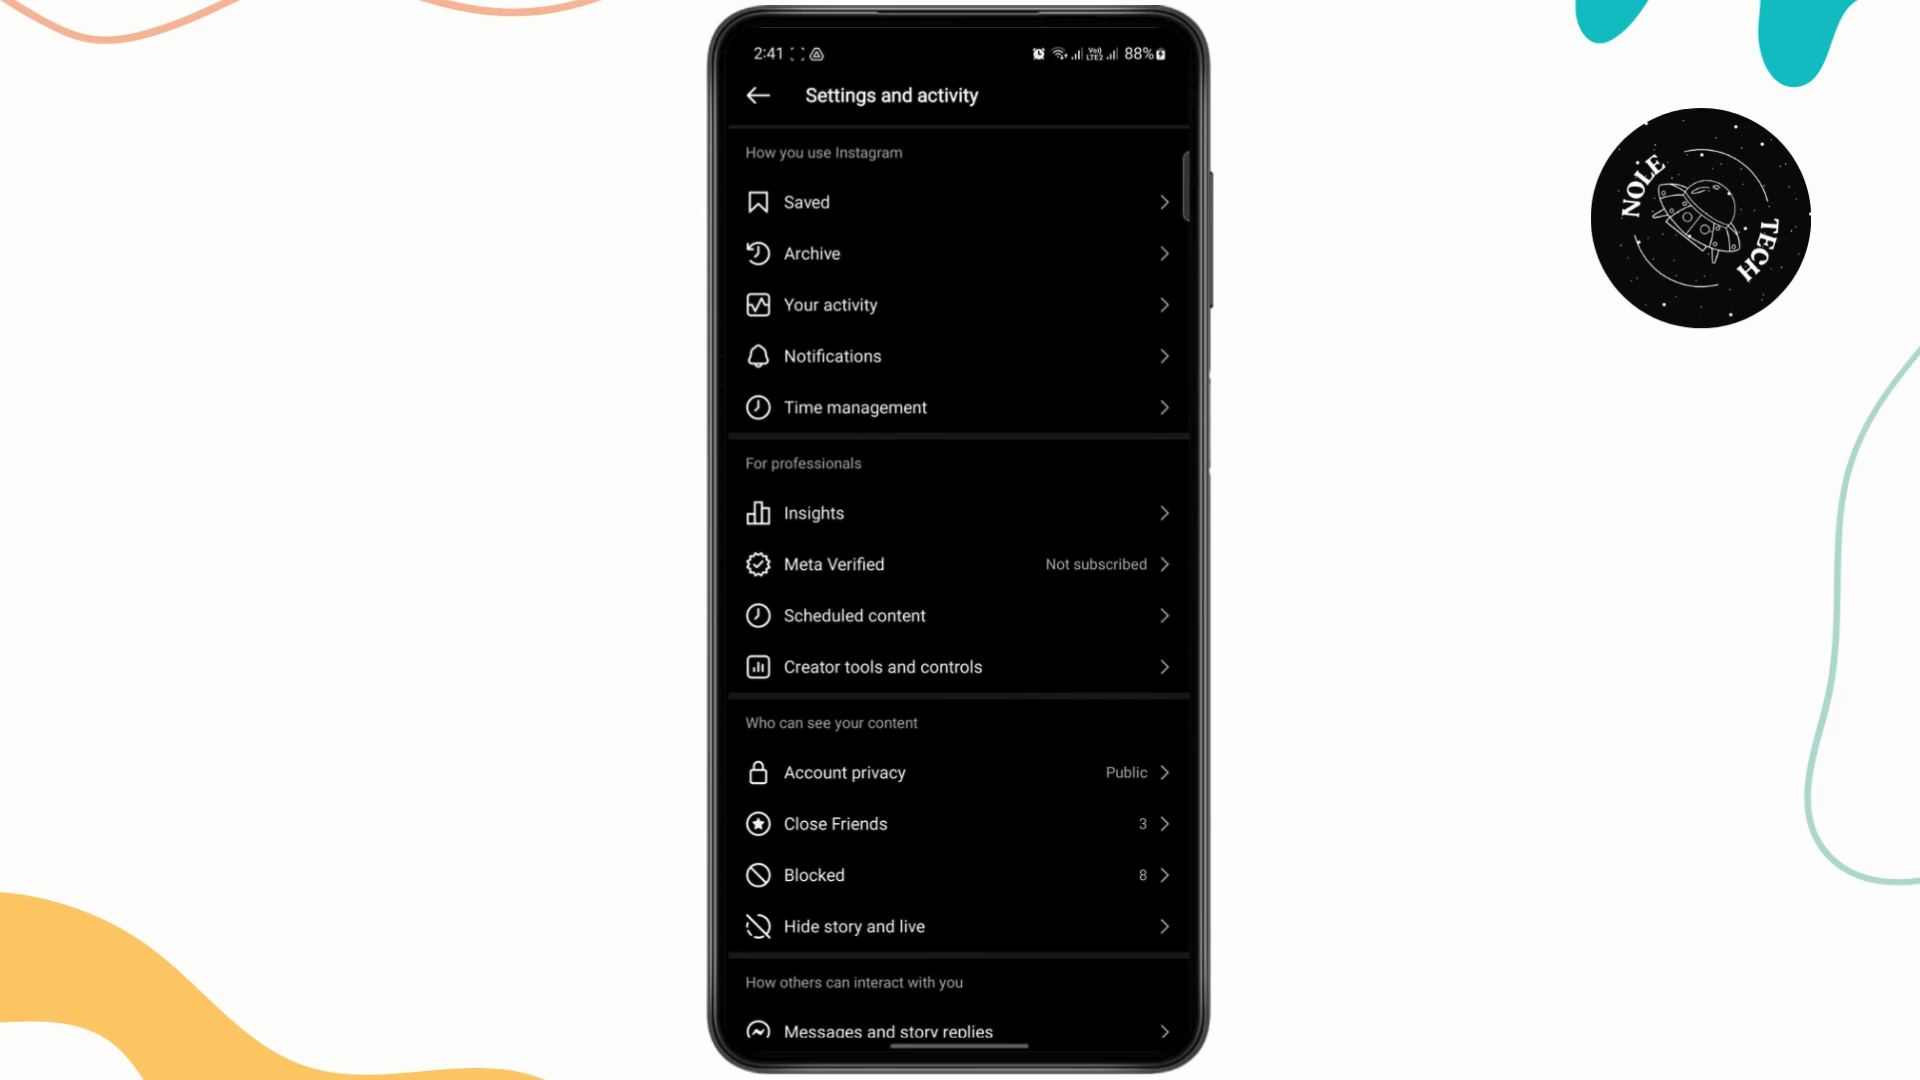 2:41
Vo))
LTE2
88%
Settings and activity
How you use Instagram
Saved
Archive
Your activity
Notifications
Time management
For professionals
Insights
Meta Verified Not subscribed
Scheduled content
Creator tools and controls
Who can see your content
Account privacy Public
Close Friends 3
Blocked 8
Hide story and live
How others can interact with you
Messages and story replies
NOLE
TECH